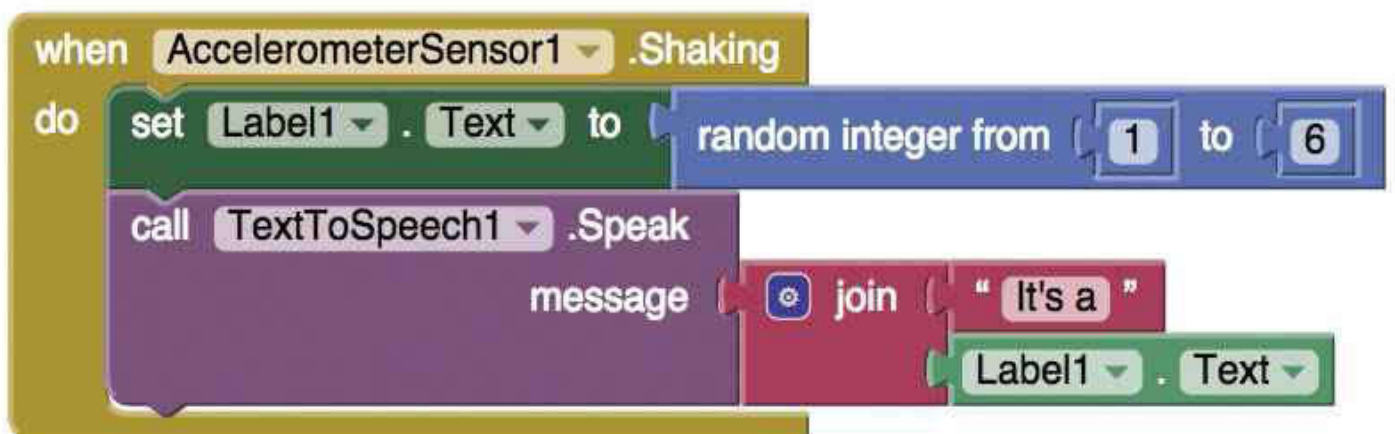 when AccelerometerSensor1 .Shaking
do set Label1 . Text to random integer from 1 to 6
call TextToSpeech1 .Speak
message join “ It's a ”
Label1 . Text